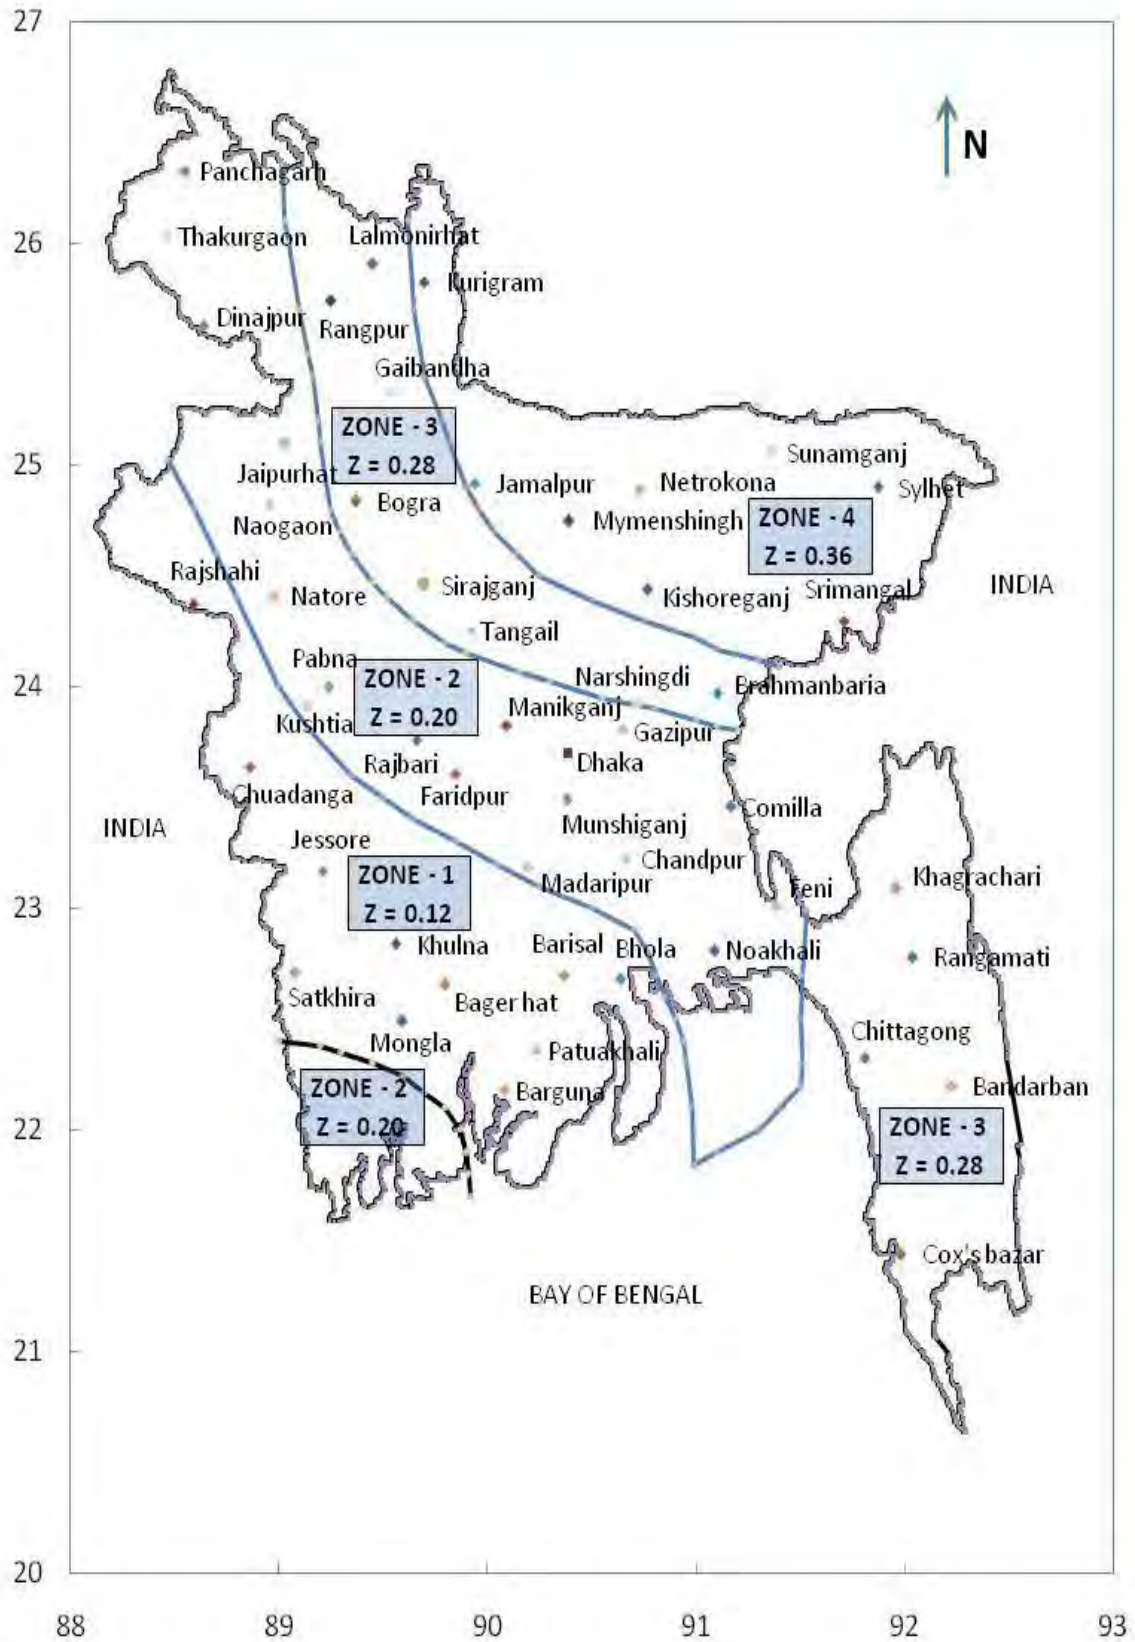 27
N
Panchagarh
Thakurgaon
Lalmonirhat
26
Kurigram
Dinajpur
Rangpur
Gaibandha
ZONE - 3
Z = 0.28
Sunamganj
25
Jaipurhat
Jamalpur
Netrokona
Sylhet
Bogra
Naogaon
Mymenshingh
ZONE - 4
Z = 0.36
Rajshahi
INDIA
Natore
Sirajganj
Kishoreganj
Srimangal
Tangail
Pabna
24
ZONE - 2
Z = 0.20
Narshingdi
Brahmanbaria
Manikganj
Kushtia
Gazipur
Rajbari
Dhaka
Chuadanga
Faridpur
Comilla
INDIA
Munshiganj
Jessore
Chandpur
ZONE - 1
Z = 0.12
Madaripur
Feni
Khagrachari
23
Khulna
Barisal
Bhola
Noakhali
Rangamati
Satkhira
Bagerhat
Chittagong
Mongla
Patuakhali
ZONE - 2
Z = 0.20
Barguna
Bandarban
22
ZONE - 3
Z = 0.28
Cox's bazar
BAY OF BENGAL
21
20
88 89 90 91 92 93